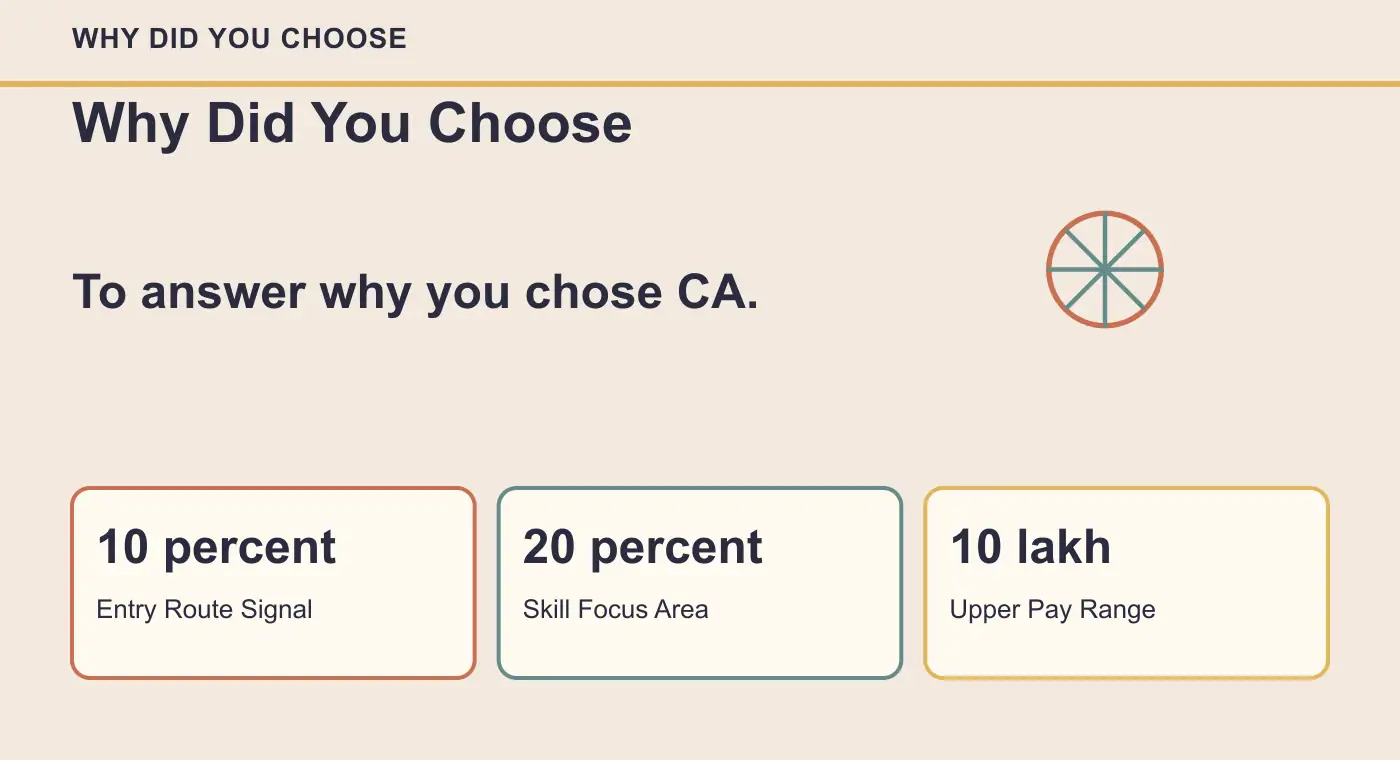 WHY DID YOU CHOOSE
Why Did You Choose
To answer why you chose CA.
10 percent
Entry Route Signal
20 percent
Skill Focus Area
10 lakh
Upper Pay Range